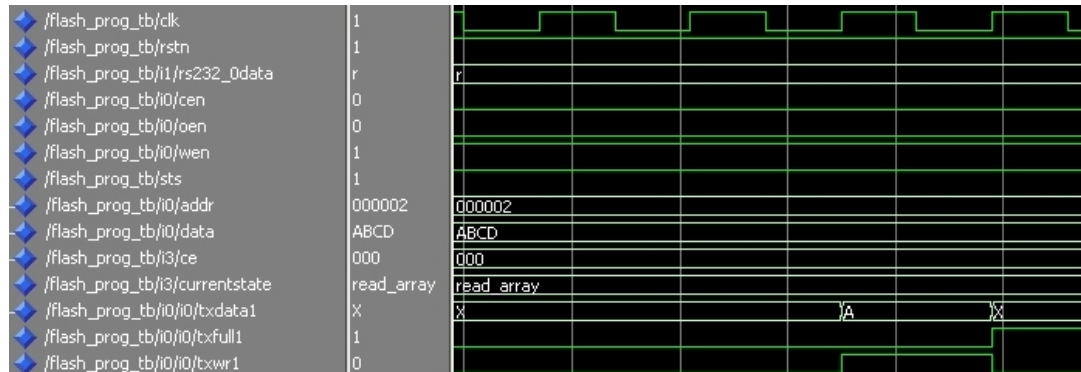 /flash_prog_tb/clk 1
/flash_prog_tb/rstn 1
/flash_prog_tb/i1/rs232_0data r r
/flash_prog_tb/i0/cen 0
/flash_prog_tb/i0/oen 0
/flash_prog_tb/i0/wen 1
/flash_prog_tb/sts 1
/flash_prog_tb/i0/addr 000002 000002
/flash_prog_tb/i0/data ABCD ABCD
/flash_prog_tb/i3/ce 000 000
/flash_prog_tb/i3/currentstate read_array read_array
/flash_prog_tb/i0/i0/txdata1 X X A X
/flash_prog_tb/i0/i0/txfull1 1
/flash_prog_tb/i0/i0/txwr1 0